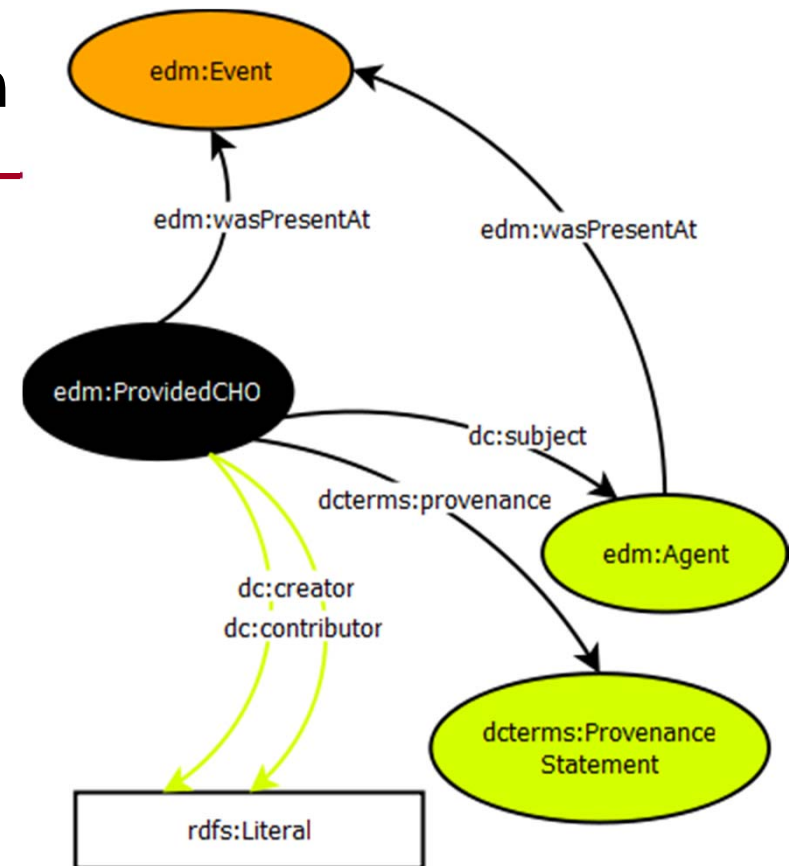 edm:Event
edm:wasPresentAt
edm:wasPresentAt
edm:ProvidedCHO
dc:subject
dcterms:provenance
edm:Agent
dc:creator
dc:contributor
dcterms:Provenance
Statement
rdfs:Literal